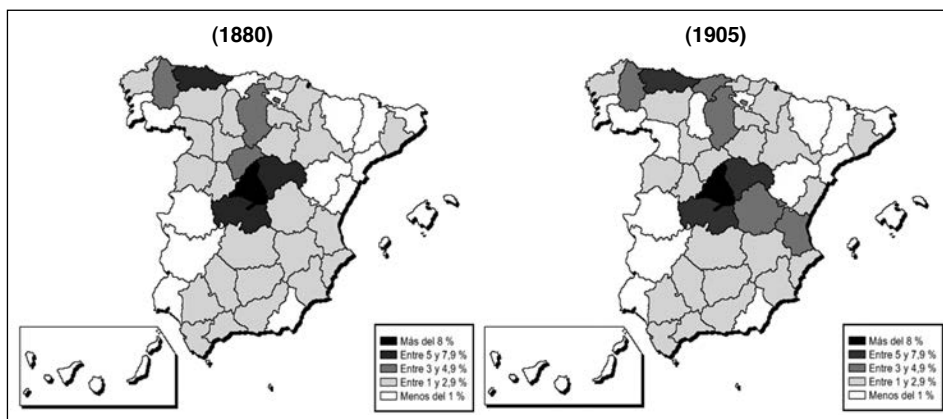 (1880)
(1905)
Más del 8 %
Entre 5 y 7,9 %
Entre 3 y 4,9 %
Entre 1 y 2,9 %
Menos del 1 %
Más del 8 %
Entre 5 y 7,9 %
Entre 3 y 4,9 %
Entre 1 y 2,9 %
Menos del 1 %